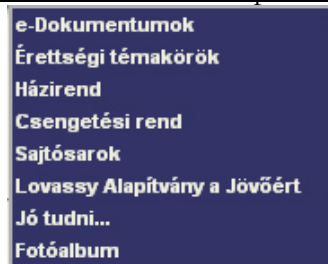 e-Dokumentumok
Érettségi témakörök
Házirend
Csengetési rend
Sajtósarok
Lovassy Alapítvány a Jövőért
Jó tudni...
Fotóalbum